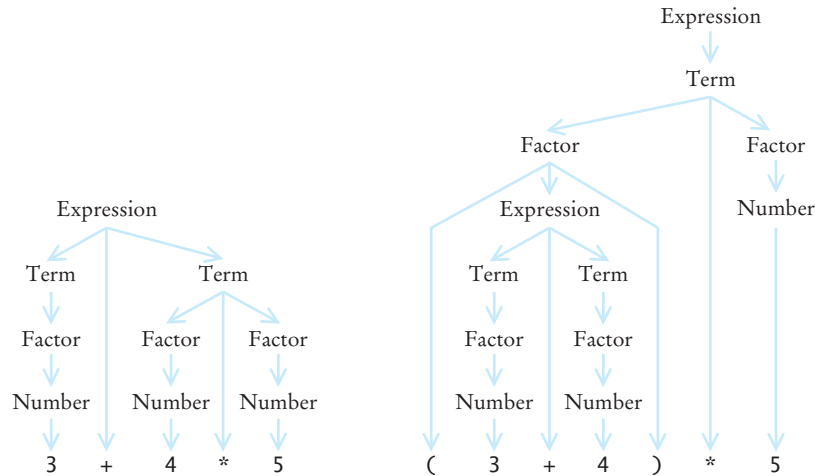 Expression
Term
Factor Factor
Expression Expression Number
Term Term Term Term
Factor Factor Factor Factor Factor
Number Number Number Number Number
3 + 4 * 5 ( 3 + 4 ) * 5